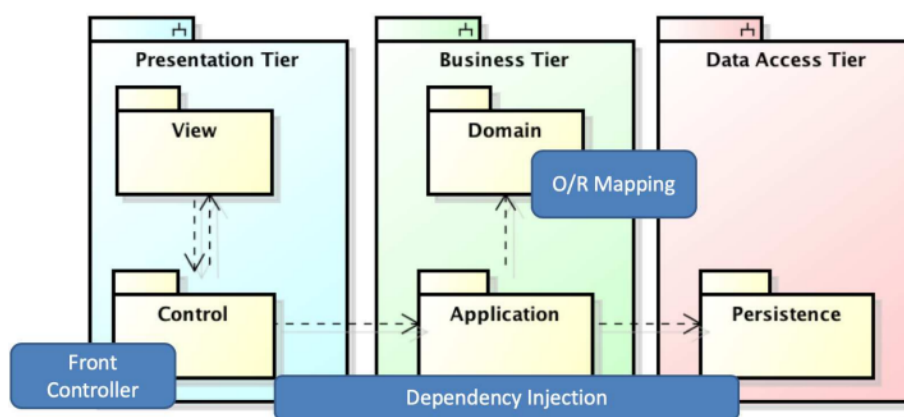 Presentation Tier
Business Tier
Data Access Tier
View
Domain
O/R Mapping
Control
Application
Persistence
Front
Controller
Dependency Injection